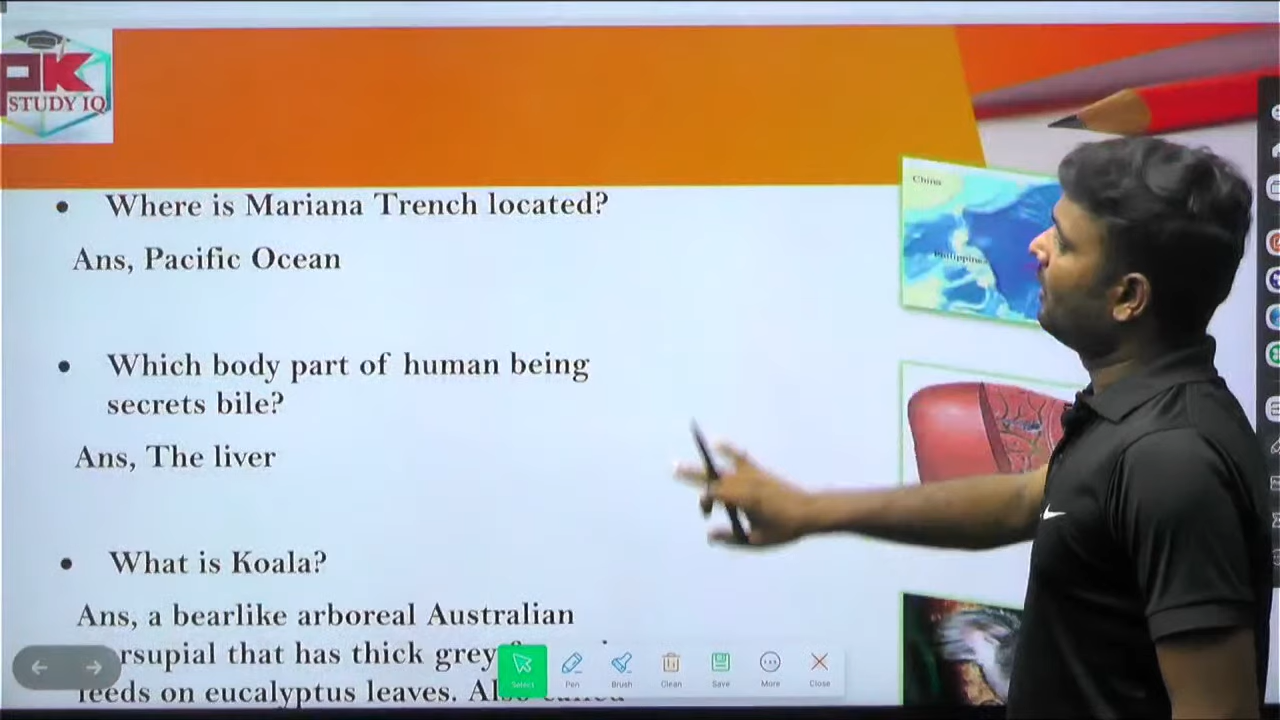 PK
STUDY IQ
China
Philippines
• Where is Mariana Trench located?
Ans, Pacific Ocean
• Which body part of human being
secrets bile?
Ans, The liver
• What is Koala?
Ans, a bearlike arboreal Australian
rsupial that has thick grey
feeds on eucalyptus leaves.
Select Pen Brush Clean Save More Close